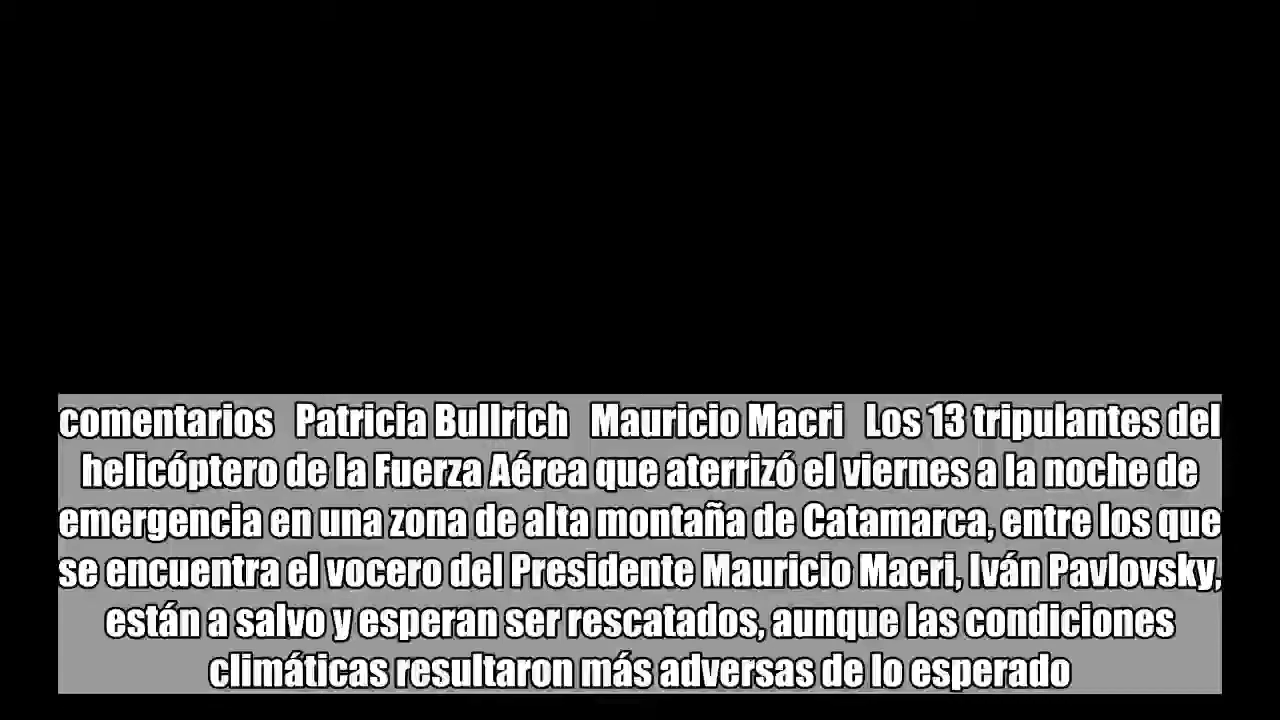 comentarios Patricia Bullrich Mauricio Macri Los 13 tripulantes del
helicóptero de la Fuerza Aérea que aterrizó el viernes a la noche de
emergencia en una zona de alta montaña de Catamarca, entre los que
se encuentra el vocero del Presidente Mauricio Macri, Iván Pavlovsky,
están a salvo y esperan ser rescatados, aunque las condiciones
climáticas resultaron más adversas de lo esperado